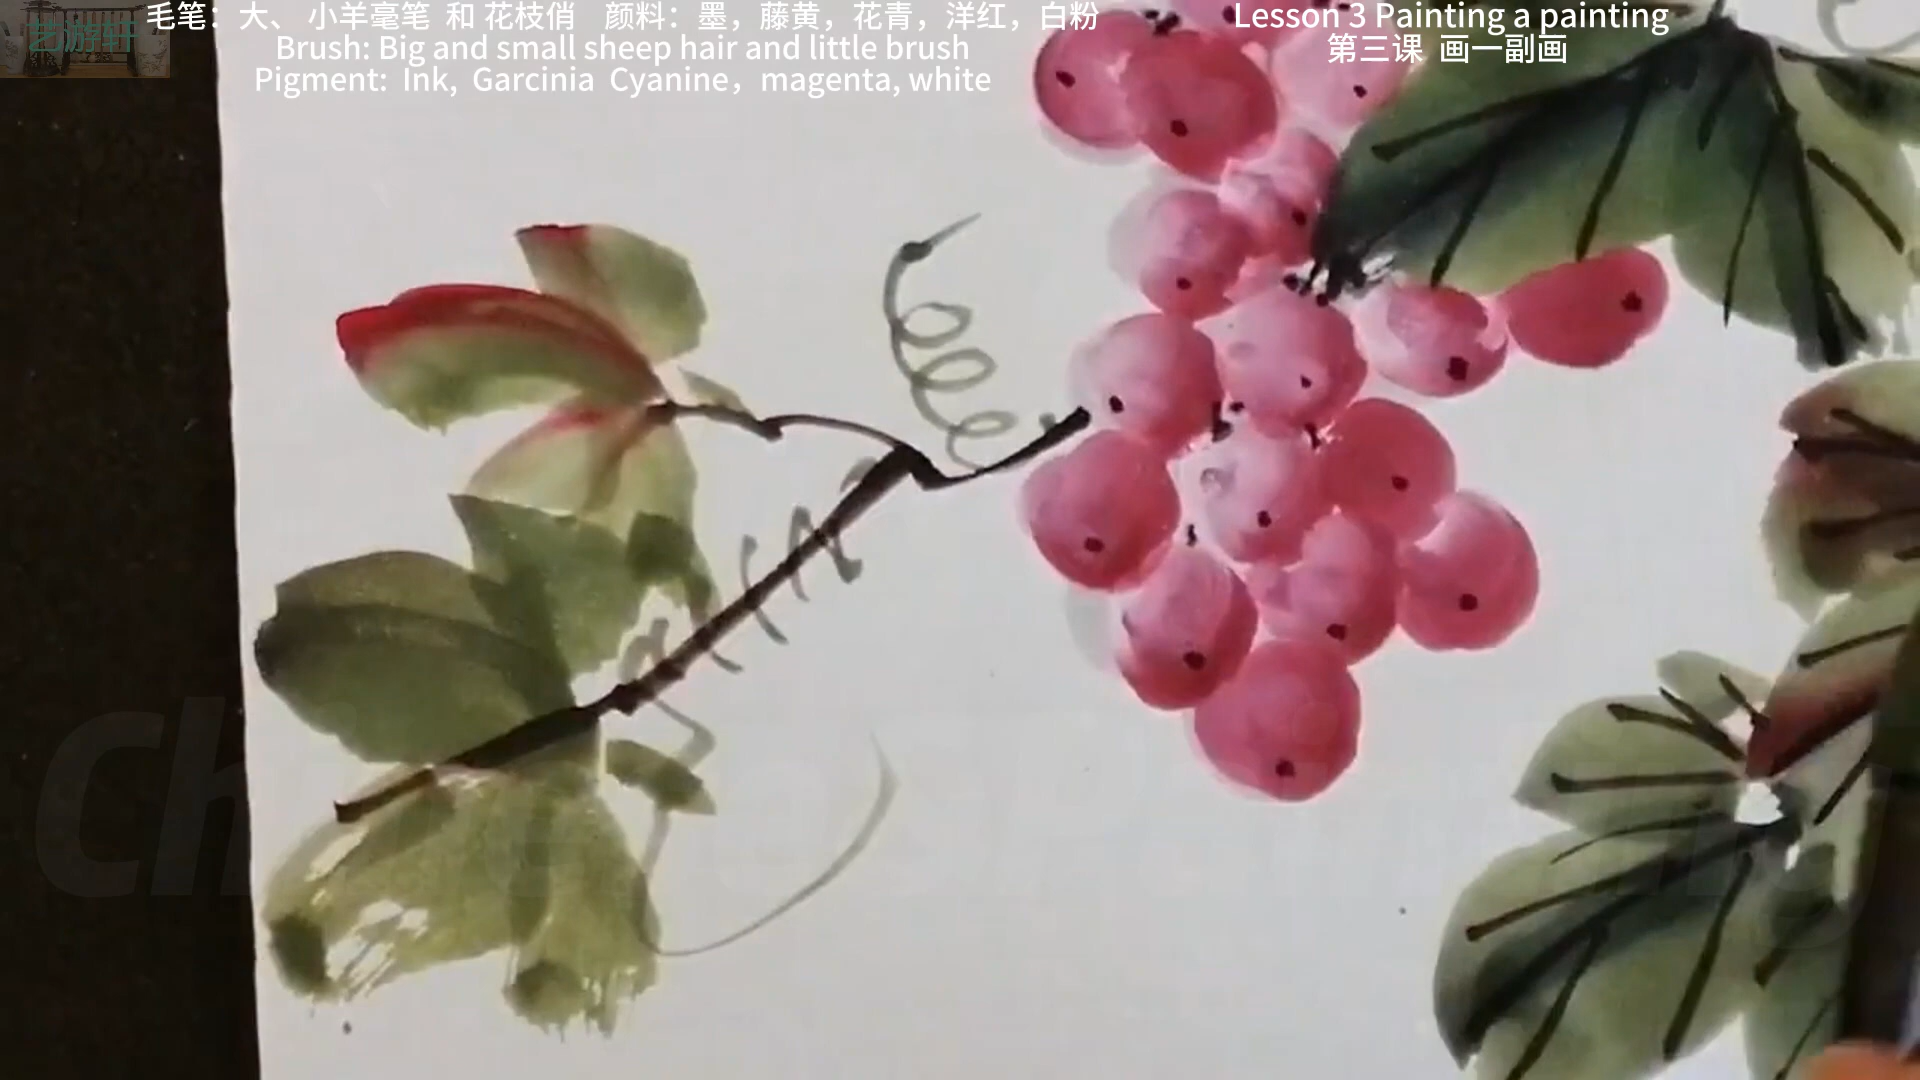 艺游轩
毛笔：大、 小羊毫笔 和 花枝俏 颜料：墨，藤黄，花青，洋红，白粉
Brush: Big and small sheep hair and little brush
Pigment: Ink, Garcinia Cyanine，magenta, white
Lesson 3 Painting a painting
第三课 画一副画